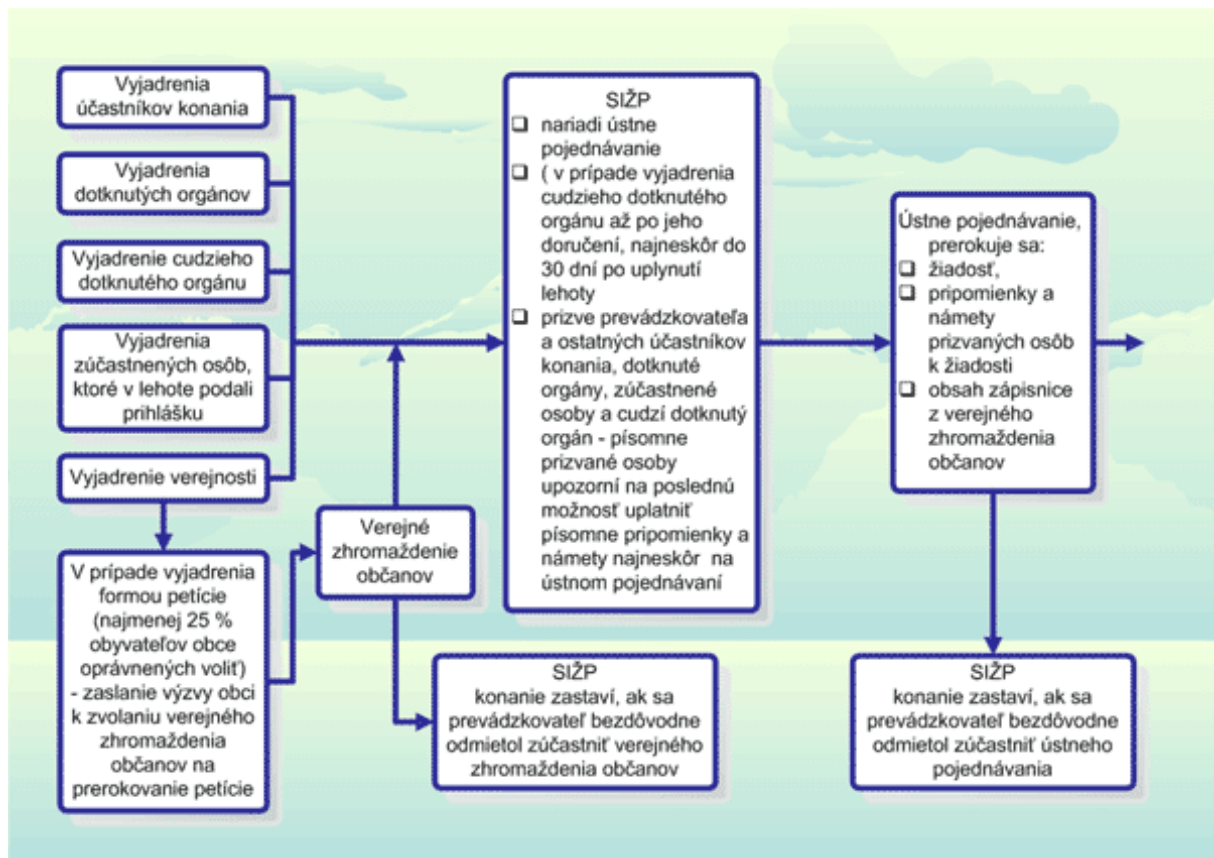 Vyjadrenia
účastníkov konania
Vyjadrenia
dotknutých orgánov
Vyjadrenie cudzieho
dotknutého orgánu
Vyjadrenia
zúčastnených osôb,
ktoré v lehote podali
prihlášku
Vyjadrenie verejnosti
V prípade vyjadrenia
formou petície
(najmenej 25 %
obyvateľov obce
oprávnených voliť)
- zaslanie výzvy obci
k zvolaniu verejného
zhromaždenia
občanov na
prerokovanie petície
Verejné
zhromaždenie
občanov
SIŽP
❑ nariadi ústne
pojednávanie
❑ ( v prípade vyjadrenia
cudzieho dotknutého
orgánu až po jeho
doručení, najneskôr do
30 dní po uplynutí
lehoty
❑ prizve prevádzkovateľa
a ostatných účastníkov
konania, dotknuté
orgány, zúčastnené
osoby a cudzí dotknutý
orgán - písomne
prizvané osoby
upozorní na poslednú
možnosť uplatniť
písomne pripomienky a
námety najneskôr na
ústnom pojednávaní
SIŽP
konanie zastaví, ak sa
prevádzkovateľ bezdôvodne
odmietol zúčastniť verejného
zhromaždenia občanov
Ústne pojednávanie,
prerokuje sa:
❑ žiadosť,
❑ pripomienky a
námety
prizvaných osôb
k žiadosti
❑ obsah zápisnice
z verejného
zhromaždenia
občanov
SIŽP
konanie zastaví, ak sa
prevádzkovateľ bezdôvodne
odmietol zúčastniť ústneho
pojednávania